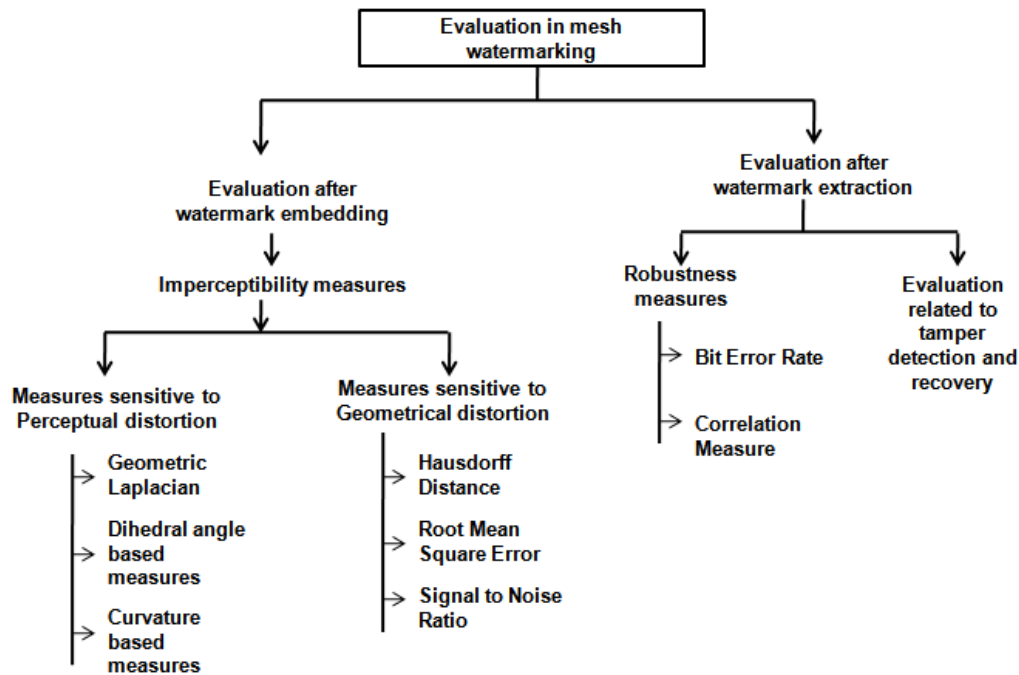 Evaluation in mesh
watermarking
Evaluation after
watermark embedding
Imperceptibility measures
Measures sensitive to
Perceptual distortion
Geometric
Laplacian
Dihedral angle
based
measures
Curvature
based
measures
Measures sensitive to
Geometrical distortion
Hausdorff
Distance
Root Mean
Square Error
Signal to Noise
Ratio
Evaluation after
watermark extraction
Robustness
measures
Bit Error Rate
Correlation
Measure
Evaluation
related to
tamper
detection and
recovery